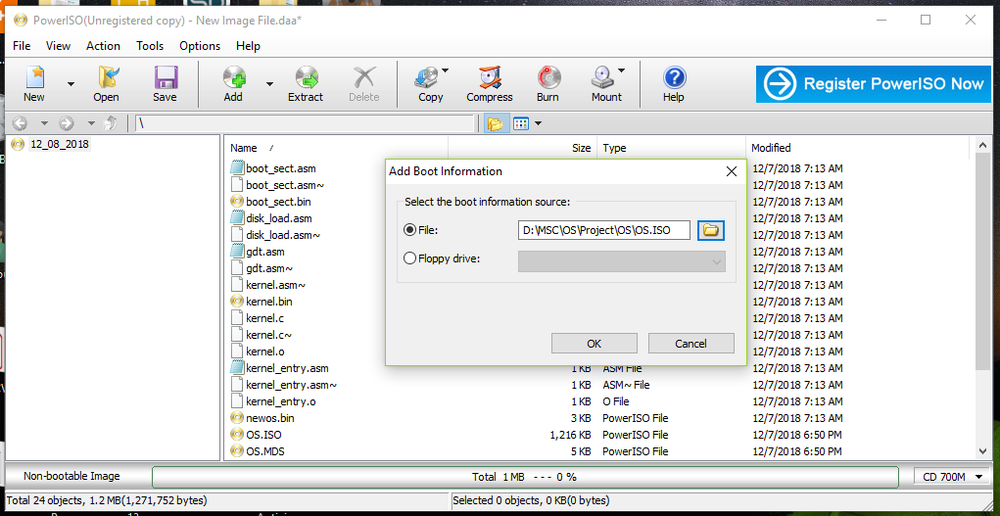 PowerISO(Unregistered copy) - New Image File.daa*
File View Action Tools Options Help
New Open Save Add Extract Delete Copy Compress Burn Mount Help
Register PowerISO Now
\
12_08_2018
Name / Size Type Modified
boot_sect.asm 12/7/2018 7:13 AM
boot_sect.asm~ 12/7/2018 7:13 AM
boot_sect.bin 12/7/2018 7:13 AM
disk_load.asm 12/7/2018 7:13 AM
disk_load.asm~ 12/7/2018 7:13 AM
gdt.asm 12/7/2018 7:13 AM
gdt.asm~ 12/7/2018 7:13 AM
kernel.asm~ 12/7/2018 7:13 AM
kernel.bin 12/7/2018 7:13 AM
kernel.c 12/7/2018 7:13 AM
kernel.c~ 12/7/2018 7:13 AM
kernel.o 12/7/2018 7:13 AM
kernel_entry.asm 1 KB ASM File 12/7/2018 7:13 AM
kernel_entry.asm~ 1 KB ASM~ File 12/7/2018 7:13 AM
kernel_entry.o 1 KB O File 12/7/2018 7:13 AM
newos.bin 3 KB PowerISO File 12/7/2018 7:13 AM
OS.ISO 1,216 KB PowerISO File 12/7/2018 6:50 PM
OS.MDS 5 KB PowerISO File 12/7/2018 6:50 PM
Add Boot Information
Select the boot information source:
File: D:\MSC\OS\Project\OS\OS.ISO
Floppy drive:
OK Cancel
Non-bootable Image Total 1 MB - - - 0 % CD 700M
Total 24 objects, 1.2 MB(1,271,752 bytes) Selected 0 objects, 0 KB(0 bytes)